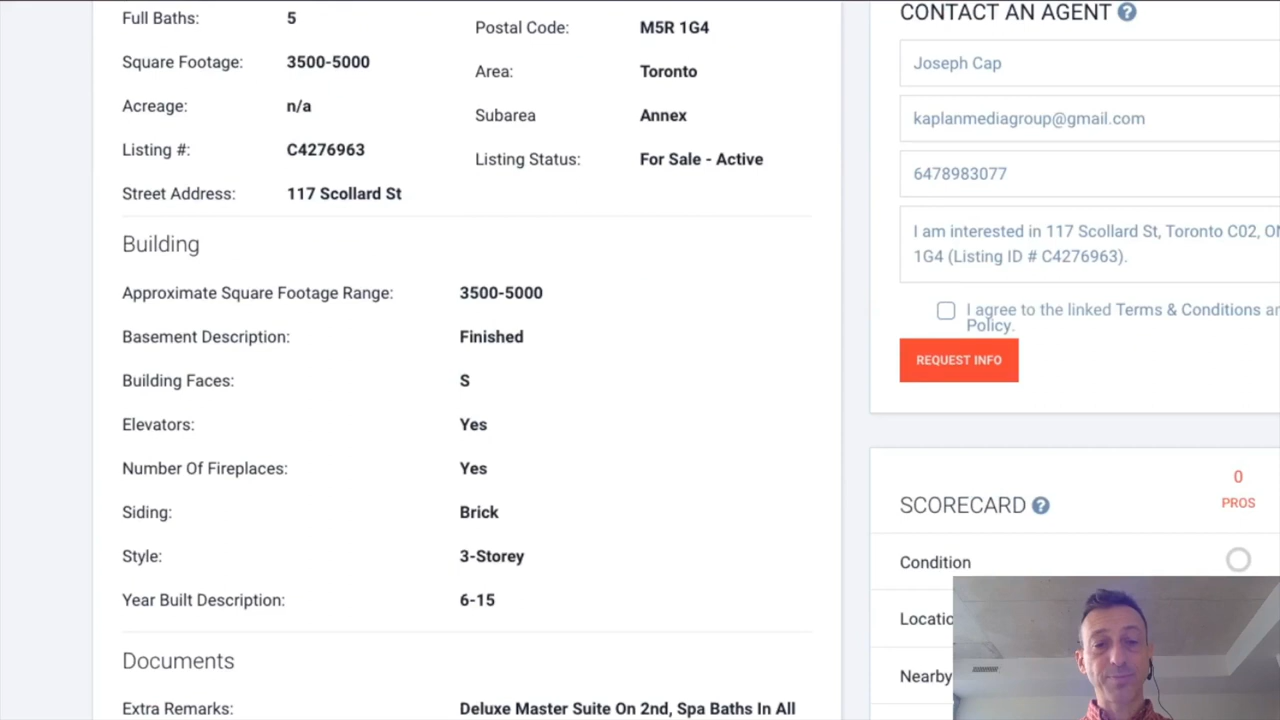 Full Baths: 5
Square Footage: 3500-5000
Acreage: n/a
Listing #: C4276963
Street Address: 117 Scollard St
Postal Code: M5R 1G4
Area: Toronto
Subarea Annex
Listing Status: For Sale - Active
Building
Approximate Square Footage Range: 3500-5000
Basement Description: Finished
Building Faces: S
Elevators: Yes
Number Of Fireplaces: Yes
Siding: Brick
Style: 3-Storey
Year Built Description: 6-15
Documents
Extra Remarks: Deluxe Master Suite On 2nd, Spa Baths In All
CONTACT AN AGENT ?
Joseph Cap
kaplanmediagroup@gmail.com
6478983077
I am interested in 117 Scollard St, Toronto C02, ON
1G4 (Listing ID # C4276963).
I agree to the linked Terms & Conditions an
Policy.
REQUEST INFO
SCORECARD ?
0
PROS
Condition
Locatio
Nearby